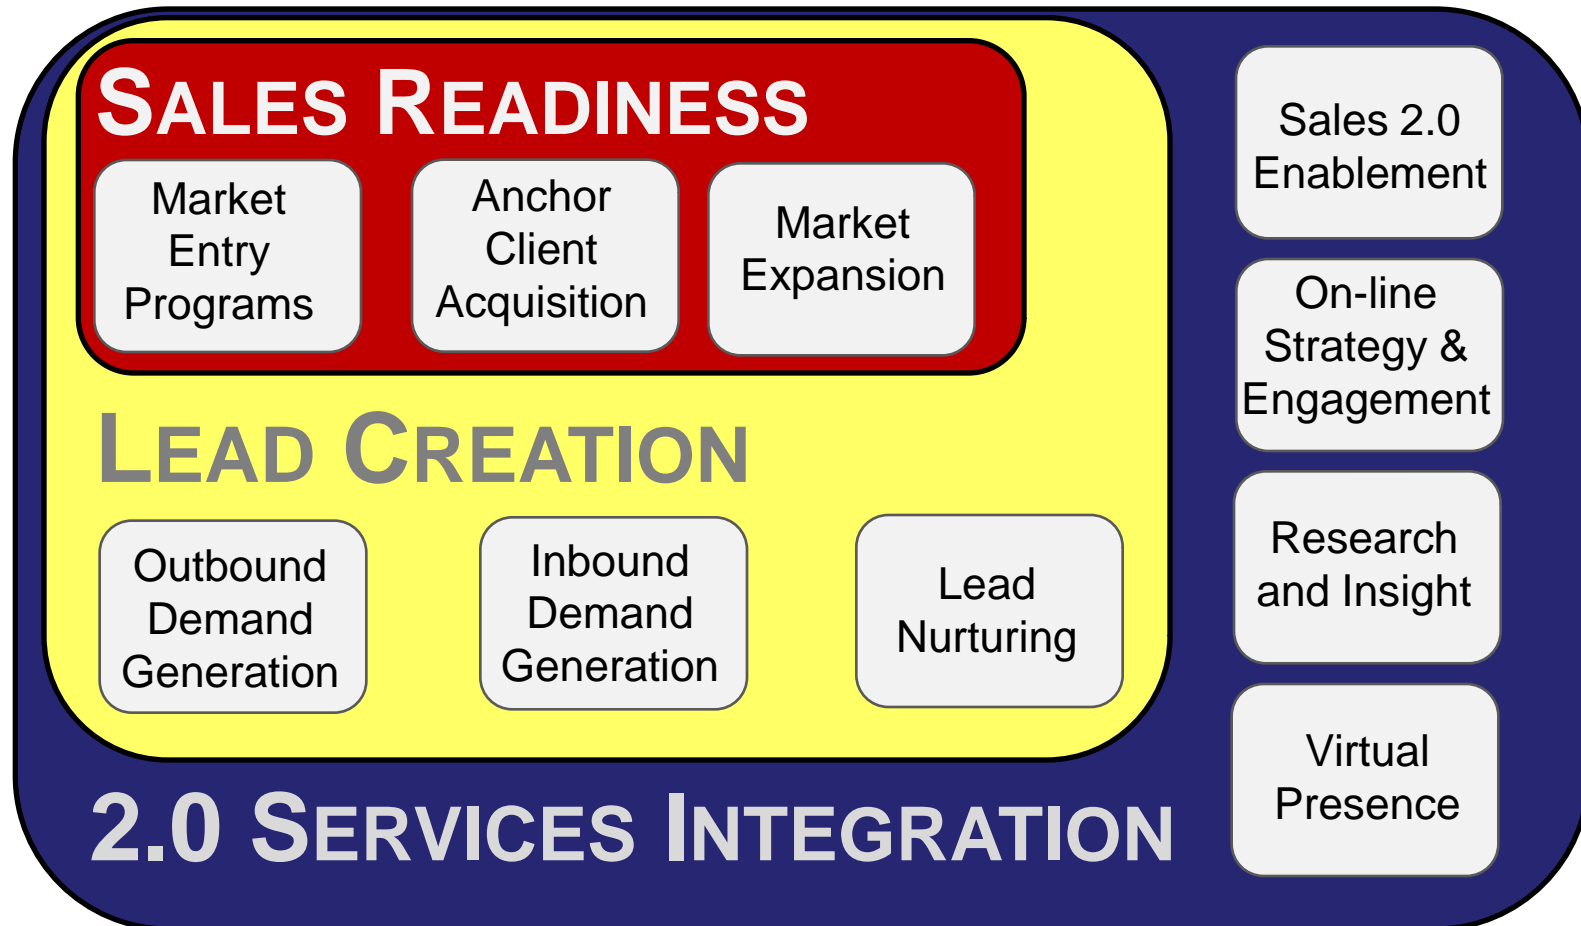 SALES READINESS
Market
Entry
Programs
Anchor
Client
Acquisition
Market
Expansion
LEAD CREATION
Outbound
Demand
Generation
Inbound
Demand
Generation
Lead
Nurturing
2.0 SERVICES INTEGRATION
Sales 2.0
Enablement
On-line
Strategy &
Engagement
Research
and Insight
Virtual
Presence